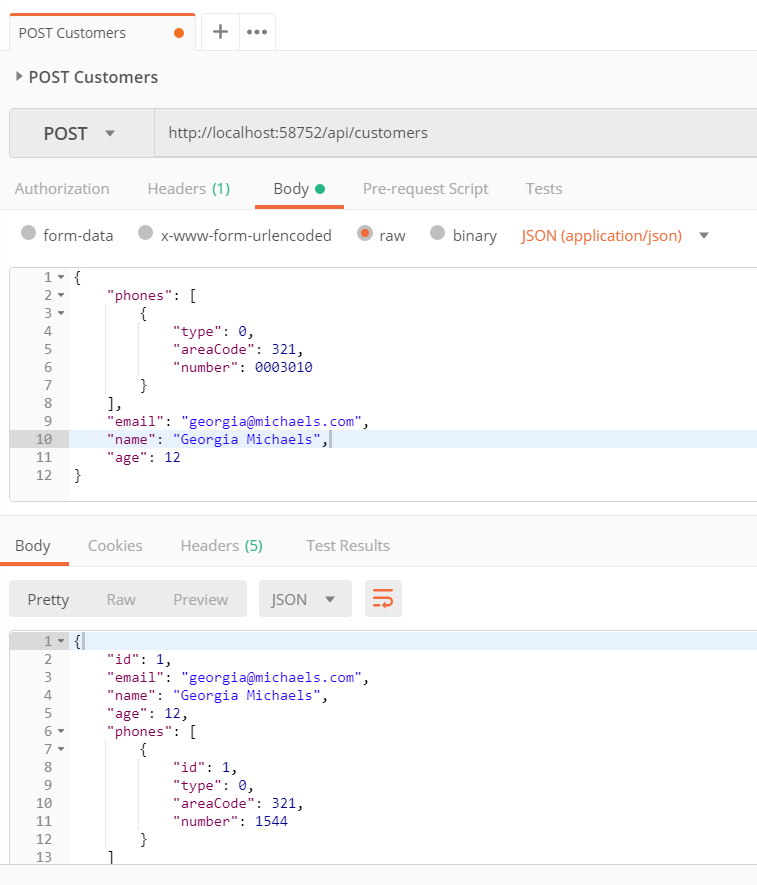 POST Customers
POST Customers
POST http://localhost:58752/api/customers
Authorization Headers (1) Body Pre-request Script Tests
form-data x-www-form-urlencoded raw binary JSON (application/json)
1 {
2 "phones": [
3 {
4 "type": 0,
5 "areaCode": 321,
6 "number": 0003010
7 }
8 ],
9 "email": "georgia@michaels.com",
10 "name": "Georgia Michaels",
11 "age": 12
12 }
Body Cookies Headers (5) Test Results
Pretty Raw Preview JSON
1 {
2 "id": 1,
3 "email": "georgia@michaels.com",
4 "name": "Georgia Michaels",
5 "age": 12,
6 "phones": [
7 {
8 "id": 1,
9 "type": 0,
10 "areaCode": 321,
11 "number": 1544
12 }
13 ]